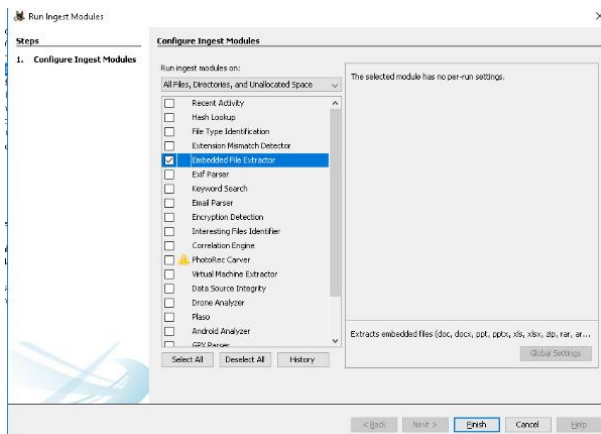 Run Ingest Modules
Steps
1. Configure Ingest Modules
Configure Ingest Modules
Run ingest modules on:
All Files, Directories, and Unallocated Space
Recent Activity
Hash Lookup
File Type Identification
Extension Mismatch Detector
Embedded File Extractor
Exif Parser
Keyword Search
Email Parser
Encryption Detection
Interesting Files Identifier
Correlation Engine
PhotoRec Carver
Virtual Machine Extractor
Data Source Integrity
Drone Analyzer
Plaso
Android Analyzer
GPX Parser
The selected module has no per-run settings.
Extracts embedded files (doc, docx, ppt, pptx, xls, xlsx, zip, rar, ar...
Select All
Deselect All
History
Global Settings
< Back
Next >
Finish
Cancel
Help